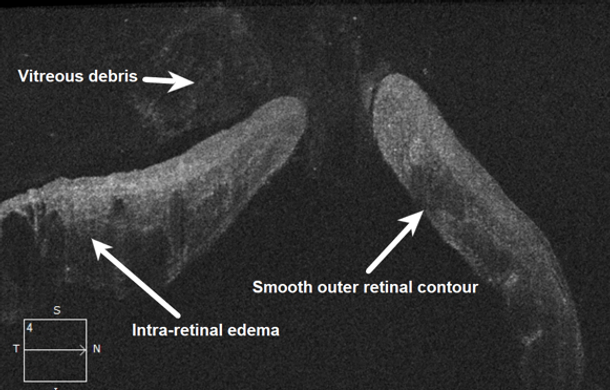 Vitreous debris
Smooth outer retinal contour
Intra-retinal edema
S
4
T
N